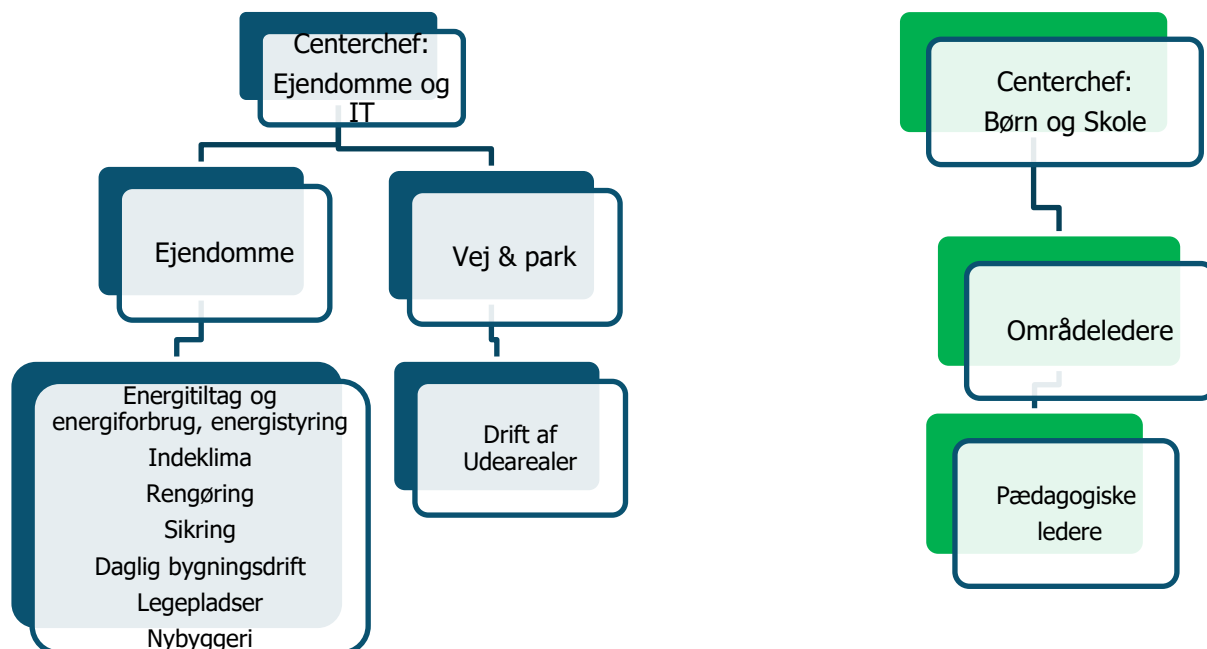 Centerchef:
Ejendomme og
IT
Ejendomme
Vej & park
Energitiltag og
energiforbrug, energistyring
Indeklima
Rengøring
Sikring
Daglig bygningsdrift
Legepladser
Nybyggeri
Drift af
Udearealer
Centerchef:
Børn og Skole
Områdeledere
Pædagogiske
ledere